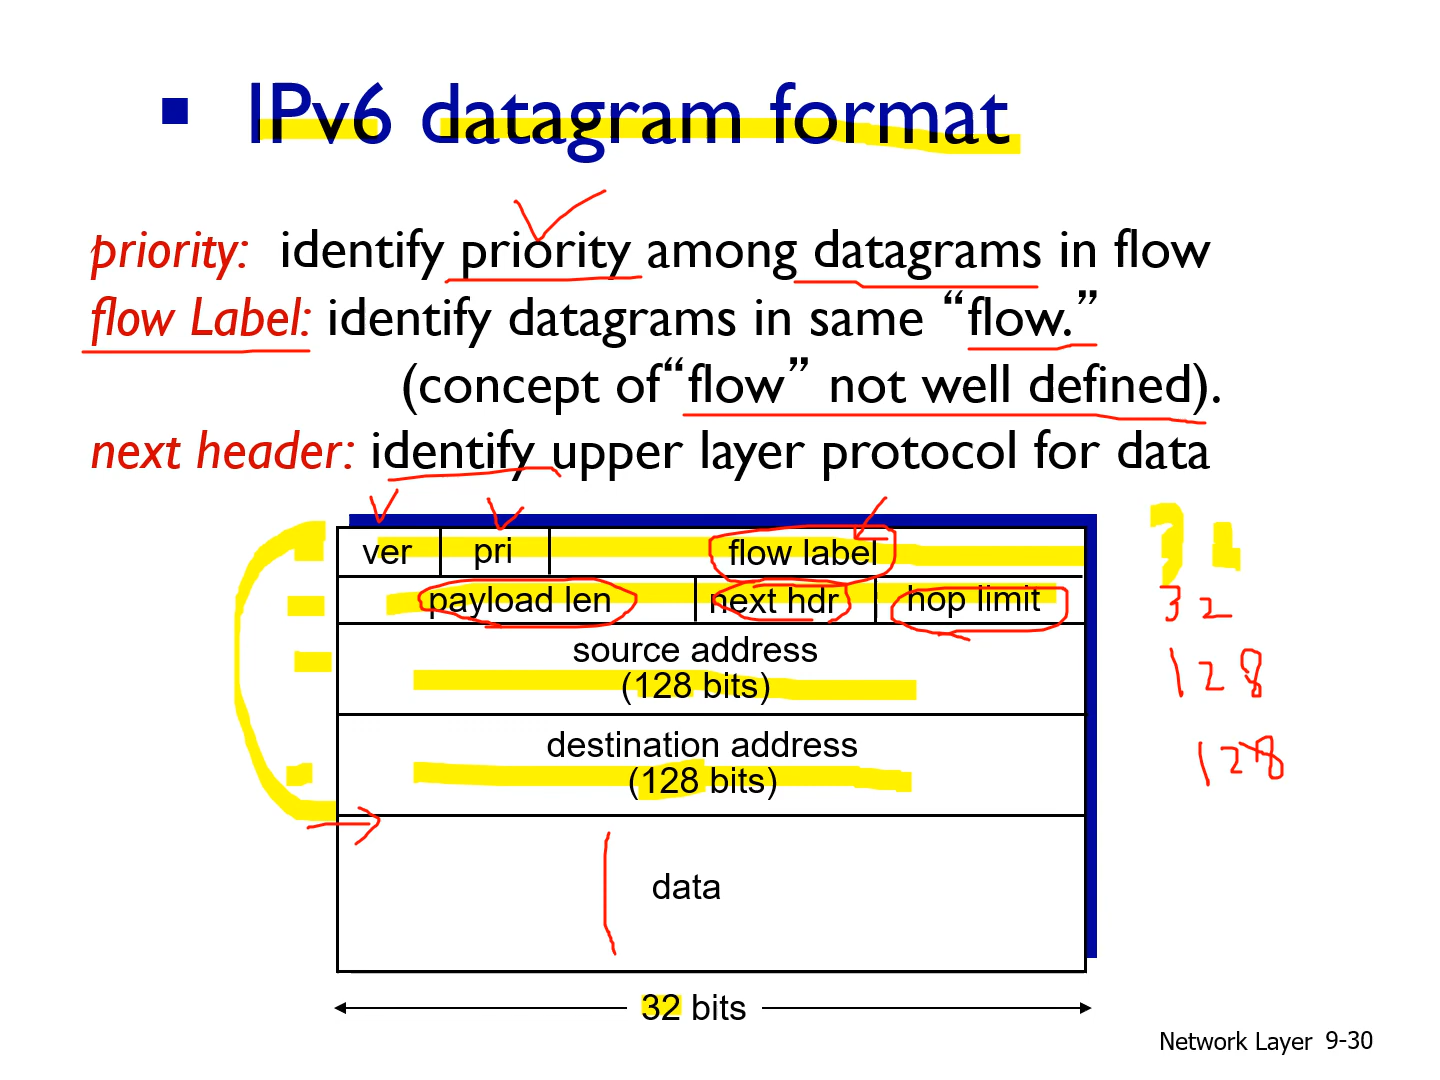 ▪ IPv6 datagram format
priority: identify priority among datagrams in flow
flow Label: identify datagrams in same “flow.”
(concept of“flow” not well defined).
next header: identify upper layer protocol for data
ver pri flow label
payload len next hdr hop limit
source address
(128 bits)
destination address
(128 bits)
data
32 bits
32
32
128
128
Network Layer 9-30